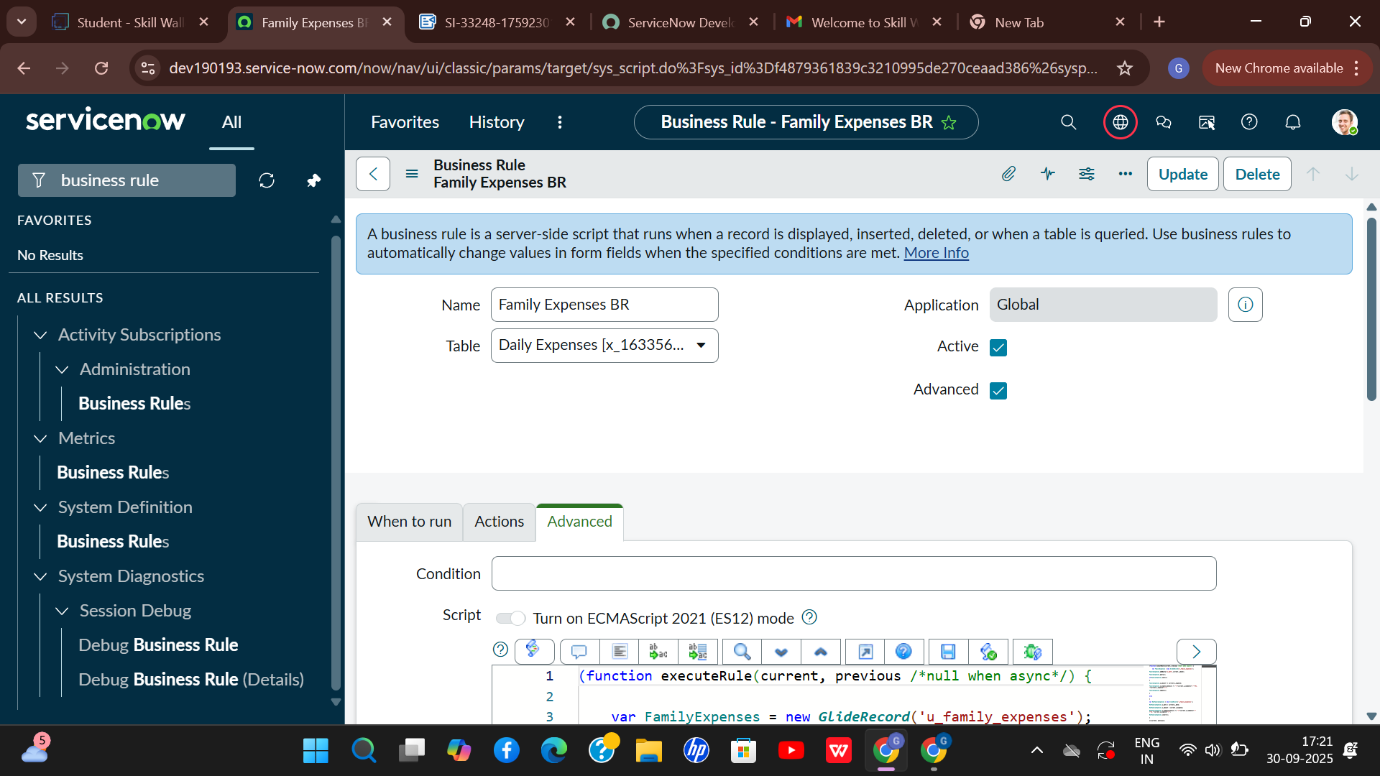 Student - Skill Wall
Family Expenses BR
SI-33248-1759230
ServiceNow Devel
Welcome to Skill W
New Tab
dev190193.service-now.com/now/nav/ui/classic/params/target/sys_script.do%3Fsys_id%3Df4879361839c3210995de270ceaad386%26sysp...
G
New Chrome available
servicenow
All
Favorites
History
Business Rule - Family Expenses BR
business rule
FAVORITES
No Results
ALL RESULTS
Activity Subscriptions
Administration
Business Rules
Metrics
Business Rules
System Definition
Business Rules
System Diagnostics
Session Debug
Debug Business Rule
Debug Business Rule (Details)
Business Rule
Family Expenses BR
Update
Delete
A business rule is a server-side script that runs when a record is displayed, inserted, deleted, or when a table is queried. Use business rules to
automatically change values in form fields when the specified conditions are met. More Info
Name
Family Expenses BR
Application
Global
Table
Daily Expenses [x_163356...
Active
Advanced
When to run
Actions
Advanced
Condition
Script
Turn on ECMAScript 2021 (ES12) mode
1 (function executeRule(current, previous /*null when async*/) {
2
3 var FamilyExpenses = new GlideRecord('u_family_expenses');
5
hp
W
G
G
ENG
IN
17:21
30-09-2025